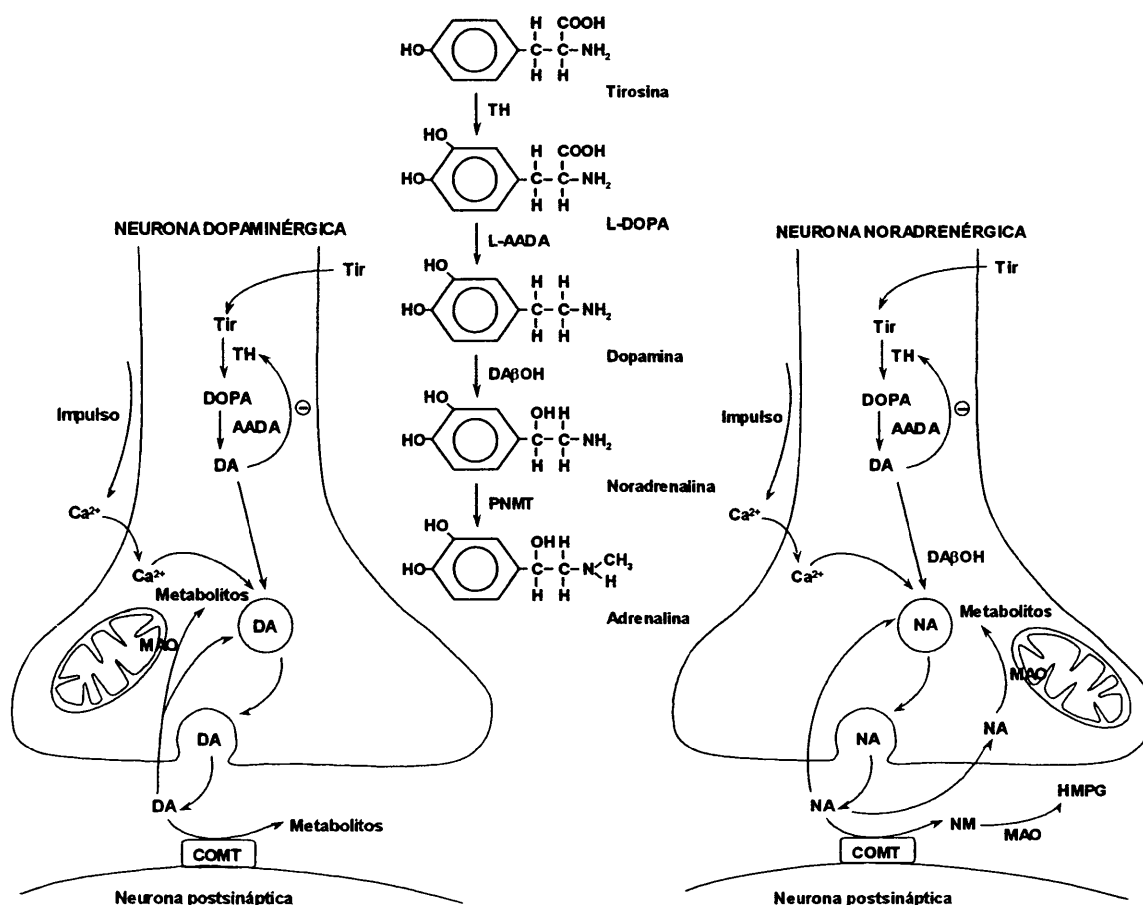 H COOH
HO C C NH₂
H H
Tirosina
TH
HO H COOH
HO C C NH₂
H H
L-DOPA
L-AADA
HO H H
HO C C NH₂
H H
Dopamina
DAβOH
HO OH H
HO C C NH₂
H H
Noradrenalina
PNMT
HO OH H
HO C C N CH₃
H H H
Adrenalina
NEURONA DOPAMINÉRGICA
Tir
Tir
TH
DOPA
⊖
Impulso
AADA
DA
Ca²⁺
Ca²⁺
Metabolitos
DA
MAO
DA
DA
Metabolitos
COMT
Neurona postsináptica
NEURONA NORADRENÉRGICA
Tir
Tir
TH
DOPA
⊖
Impulso
AADA
DA
Ca²⁺
DAβOH
Ca²⁺
Metabolitos
NA
MAO
NA
NA
NA
HMPG
NM
MAO
COMT
Neurona postsináptica